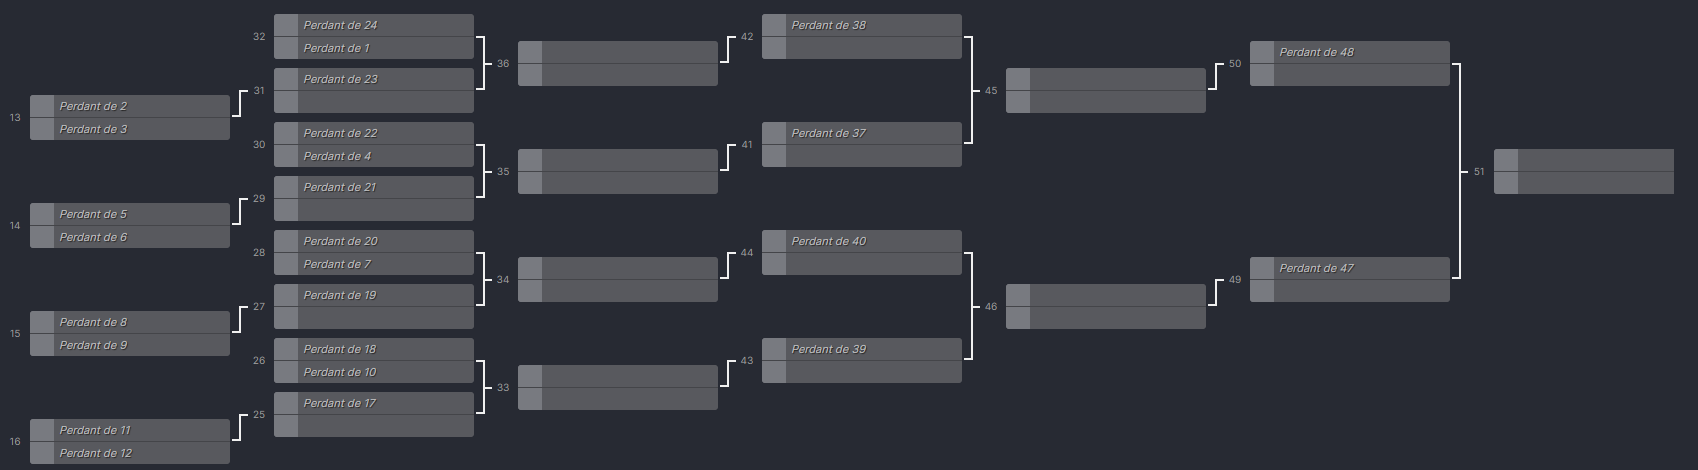 13
Perdant de 2
Perdant de 3
14
Perdant de 5
Perdant de 6
15
Perdant de 8
Perdant de 9
16
Perdant de 11
Perdant de 12
32
Perdant de 24
Perdant de 1
31
Perdant de 23
30
Perdant de 22
Perdant de 4
29
Perdant de 21
28
Perdant de 20
Perdant de 7
27
Perdant de 19
26
Perdant de 18
Perdant de 10
25
Perdant de 17
36
35
34
33
42
Perdant de 38
41
Perdant de 37
44
Perdant de 40
43
Perdant de 39
45
46
50
Perdant de 48
49
Perdant de 47
51